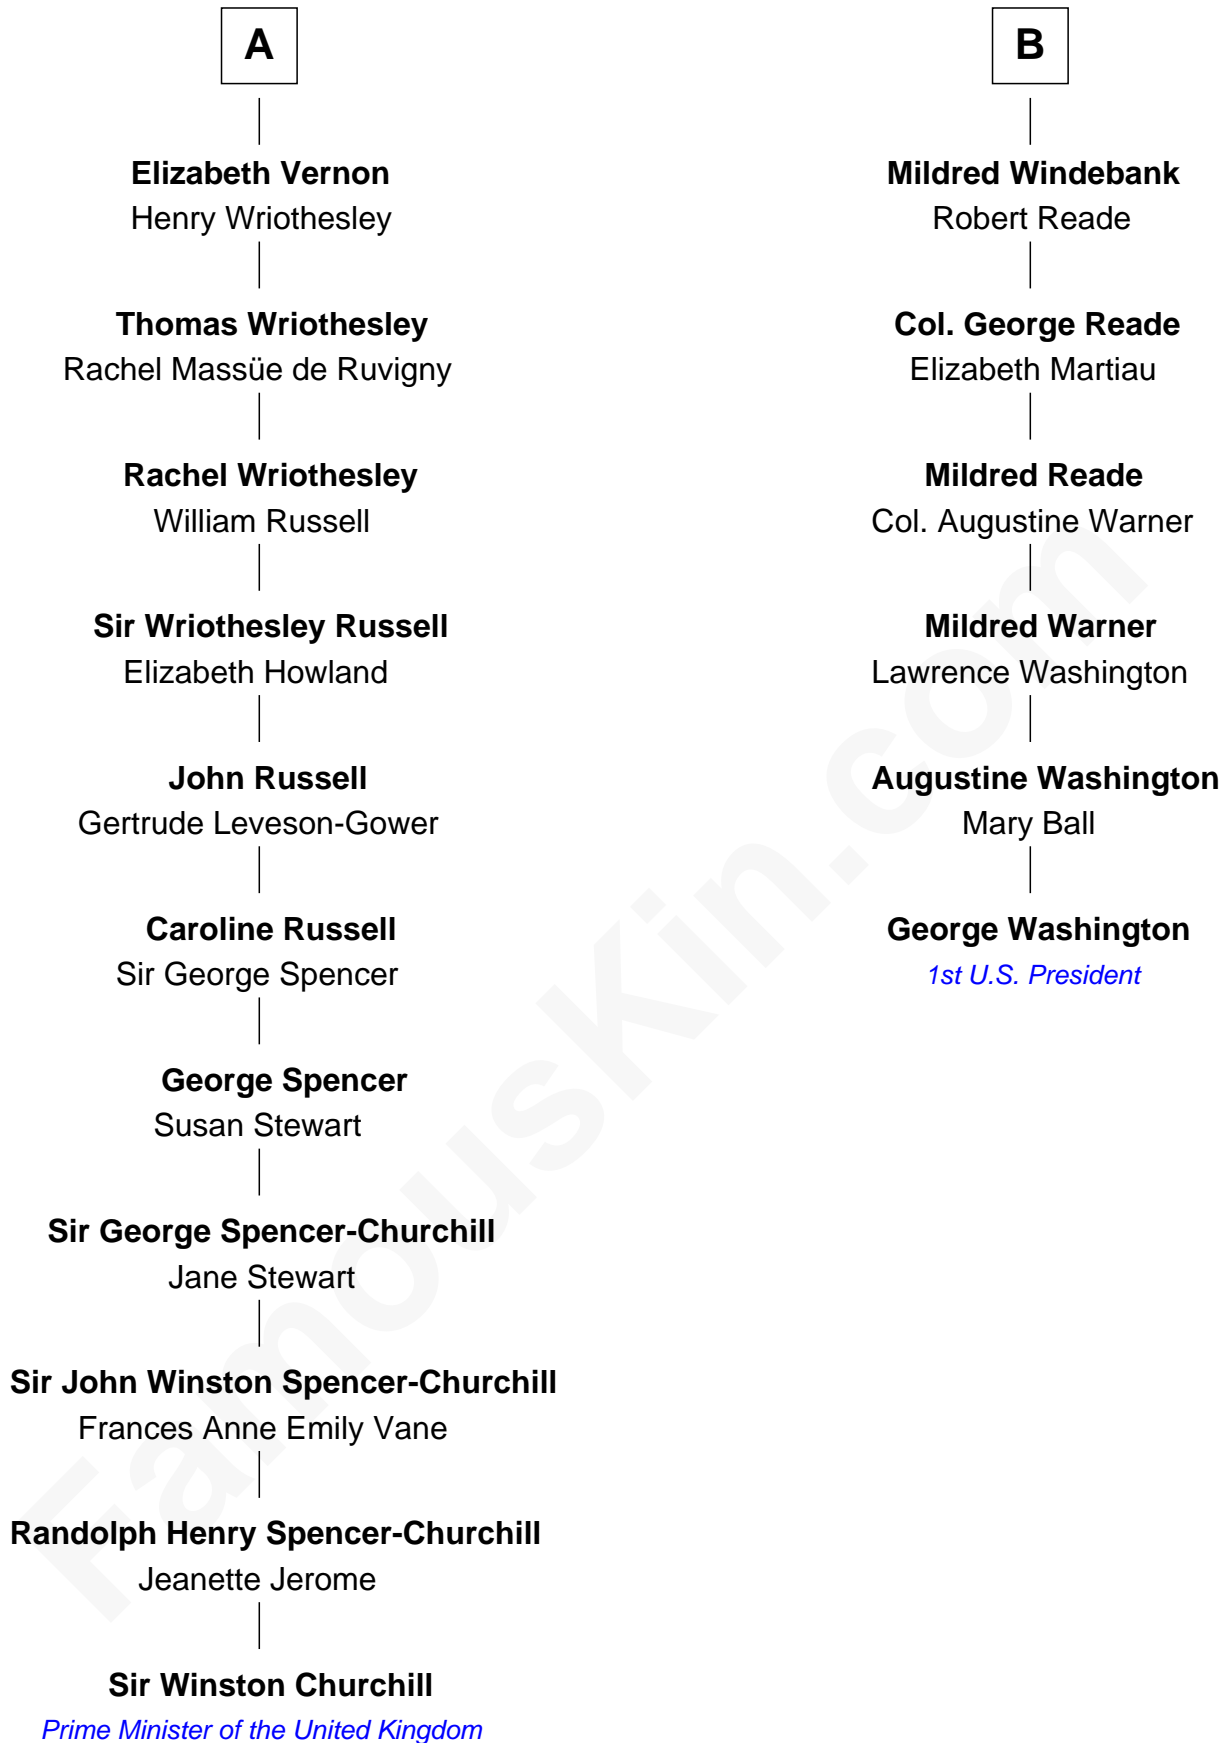 A
Elizabeth Vernon
Henry Wriothesley
Thomas Wriothesley
Rachel Massüe de Ruvigny
Rachel Wriothesley
William Russell
Sir Wriothesley Russell
Elizabeth Howland
John Russell
Gertrude Leveson-Gower
Caroline Russell
Sir George Spencer
George Spencer
Susan Stewart
Sir George Spencer-Churchill
Jane Stewart
Sir John Winston Spencer-Churchill
Frances Anne Emily Vane
Randolph Henry Spencer-Churchill
Jeanette Jerome
Sir Winston Churchill
Prime Minister of the United Kingdom
B
Mildred Windebank
Robert Reade
Col. George Reade
Elizabeth Martiau
Mildred Reade
Col. Augustine Warner
Mildred Warner
Lawrence Washington
Augustine Washington
Mary Ball
George Washington
1st U.S. President
FamousKin.com